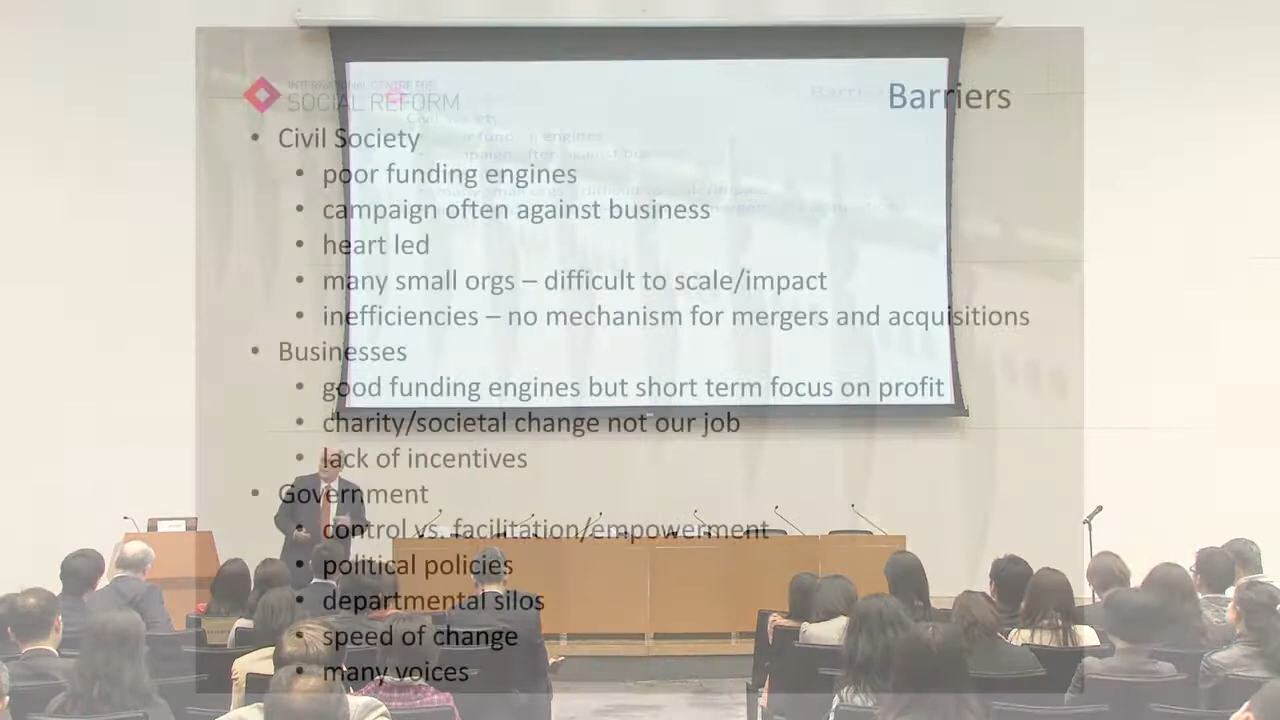 INTERNATIONAL CENTRE FOR
SOCIAL REFORM
Barriers
• Civil Society
• poor funding engines
• campaign often against business
• heart led
• many small orgs – difficult to scale/impact
• inefficiencies – no mechanism for mergers and acquisitions
• Businesses
• good funding engines but short term focus on profit
• charity/societal change not our job
• lack of incentives
• Government
• control vs. facilitation/empowerment
• political policies
• departmental silos
• speed of change
• many voices